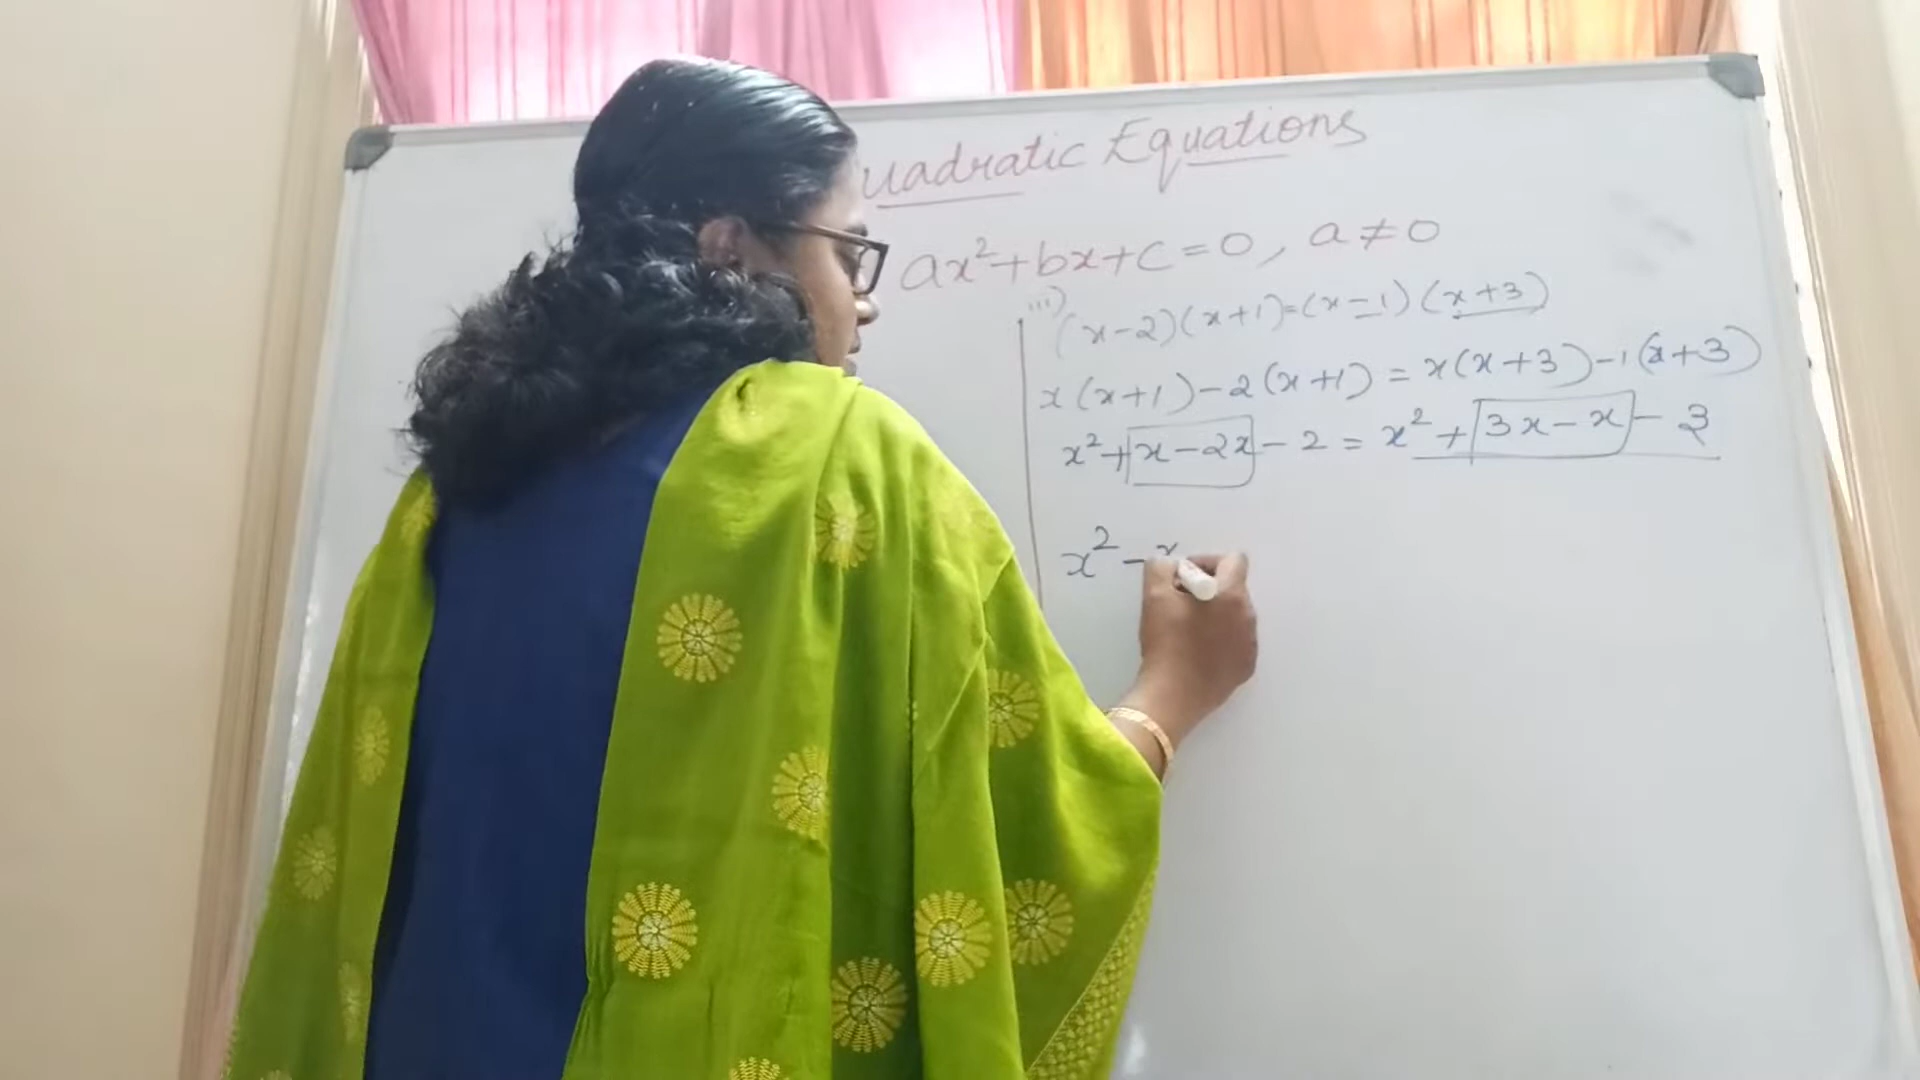 uadratic Equations
ax²+bx+c=0, a≠0
iii) (x-2)(x+1)=(x-1)(x+3)
x(x+1)-2(x+1)=x(x+3)-1(x+3)
x²+x-2x-2=x²+3x-x-3
x²-x